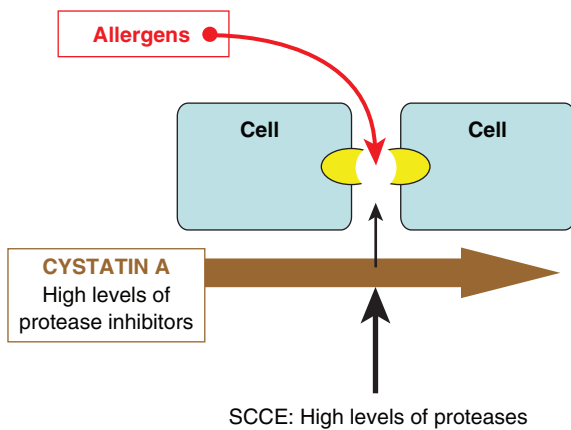 Allergens
Cell
Cell
CYSTATIN A
High levels of
protease inhibitors
SCCE: High levels of proteases